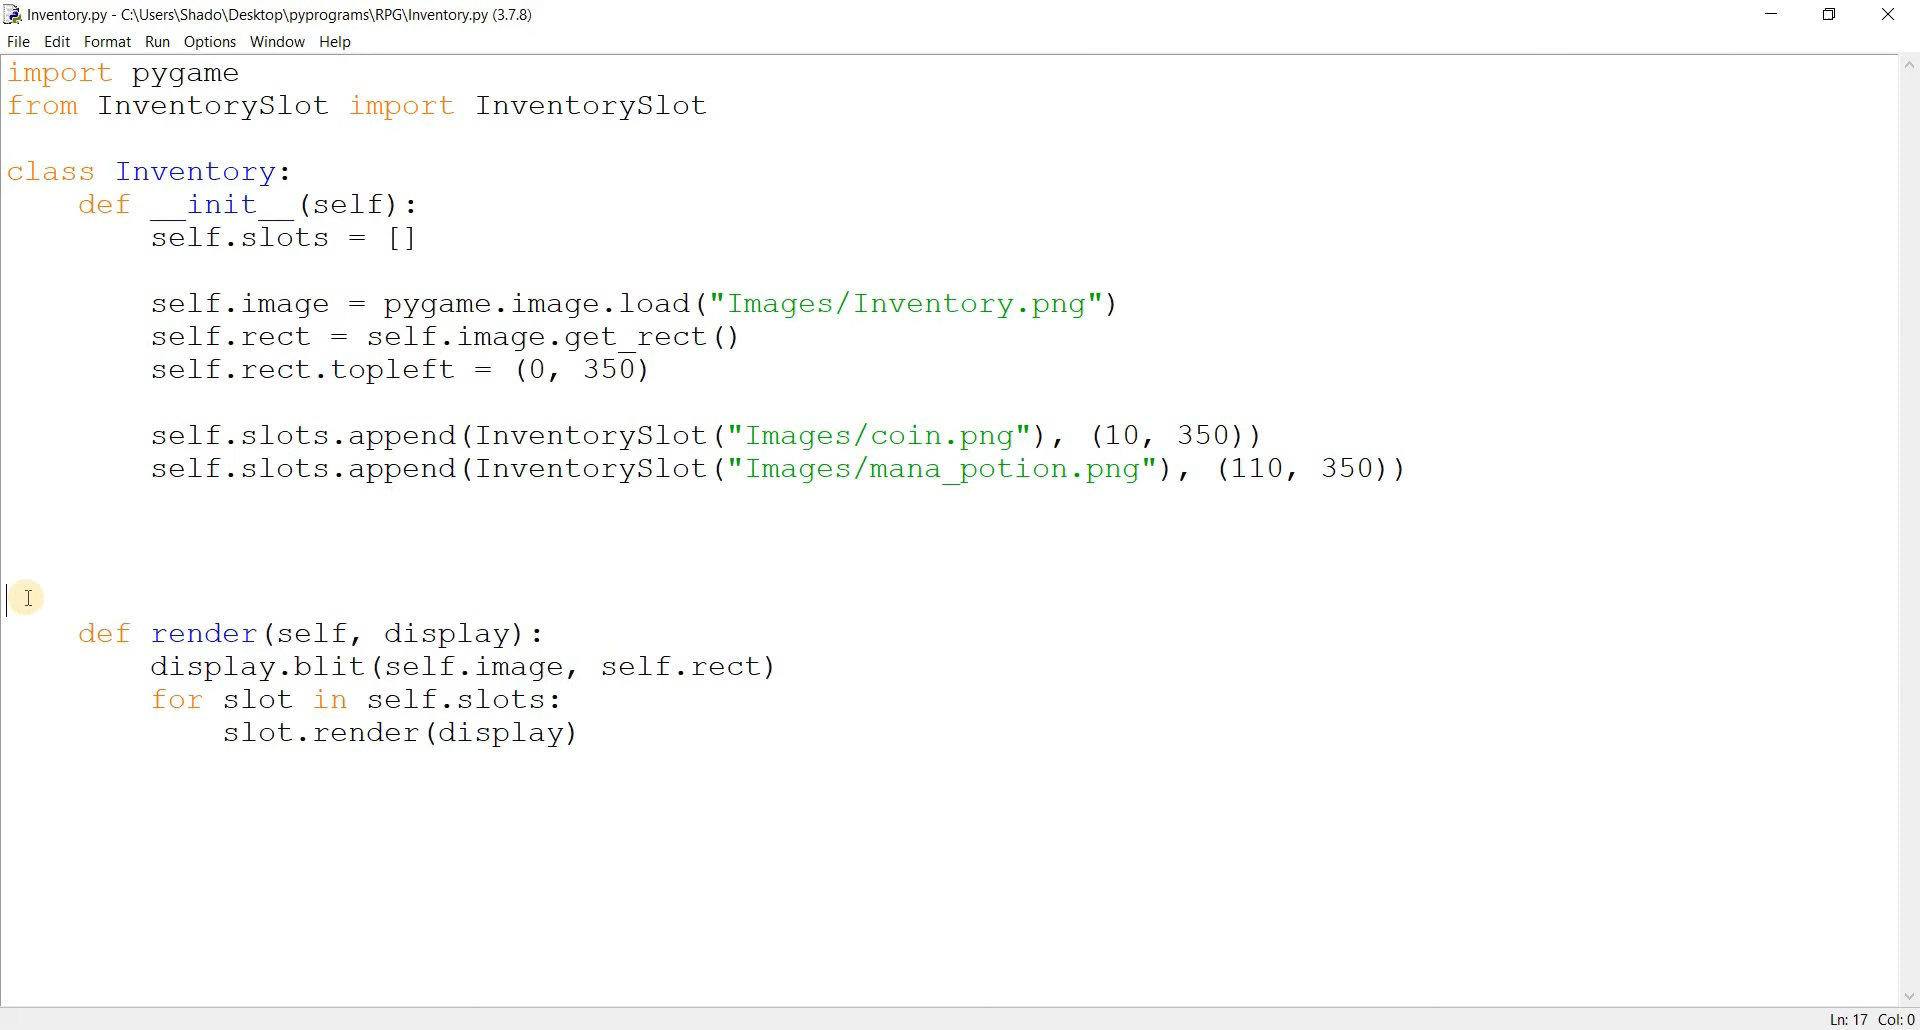 Inventory.py - C:\Users\Shado\Desktop\pyprograms\RPG\Inventory.py (3.7.8)
File Edit Format Run Options Window Help
import pygame
from InventorySlot import InventorySlot
class Inventory:
    def __init__(self):
        self.slots = []
        self.image = pygame.image.load("Images/Inventory.png")
        self.rect = self.image.get_rect()
        self.rect.topleft = (0, 350)
        self.slots.append(InventorySlot("Images/coin.png"), (10, 350))
        self.slots.append(InventorySlot("Images/mana_potion.png"), (110, 350))
    def render(self, display):
        display.blit(self.image, self.rect)
        for slot in self.slots:
            slot.render(display)
Ln: 17 Col: 0